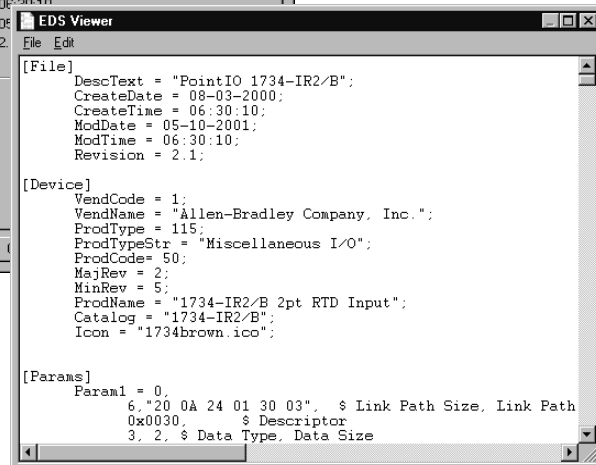 06:30:10
EDS Viewer
File Edit
[File]
DescText = "PointIO 1734-IR2/B";
CreateDate = 08-03-2000;
CreateTime = 06:30:10;
ModDate = 05-10-2001;
ModTime = 06:30:10;
Revision = 2.1;
[Device]
VendCode = 1;
VendName = "Allen-Bradley Company, Inc.";
ProdType = 115;
ProdTypeStr = "Miscellaneous I/O";
ProdCode= 50;
MajRev = 2;
MinRev = 5;
ProdName = "1734-IR2/B 2pt RTD Input";
Catalog = "1734-IR2/B";
Icon = "1734brown.ico";
[Params]
Param1 = 0,
6,"20 0A 24 01 30 03", $ Link Path Size, Link Path
0x0030, $ Descriptor
3, 2, $ Data Type, Data Size